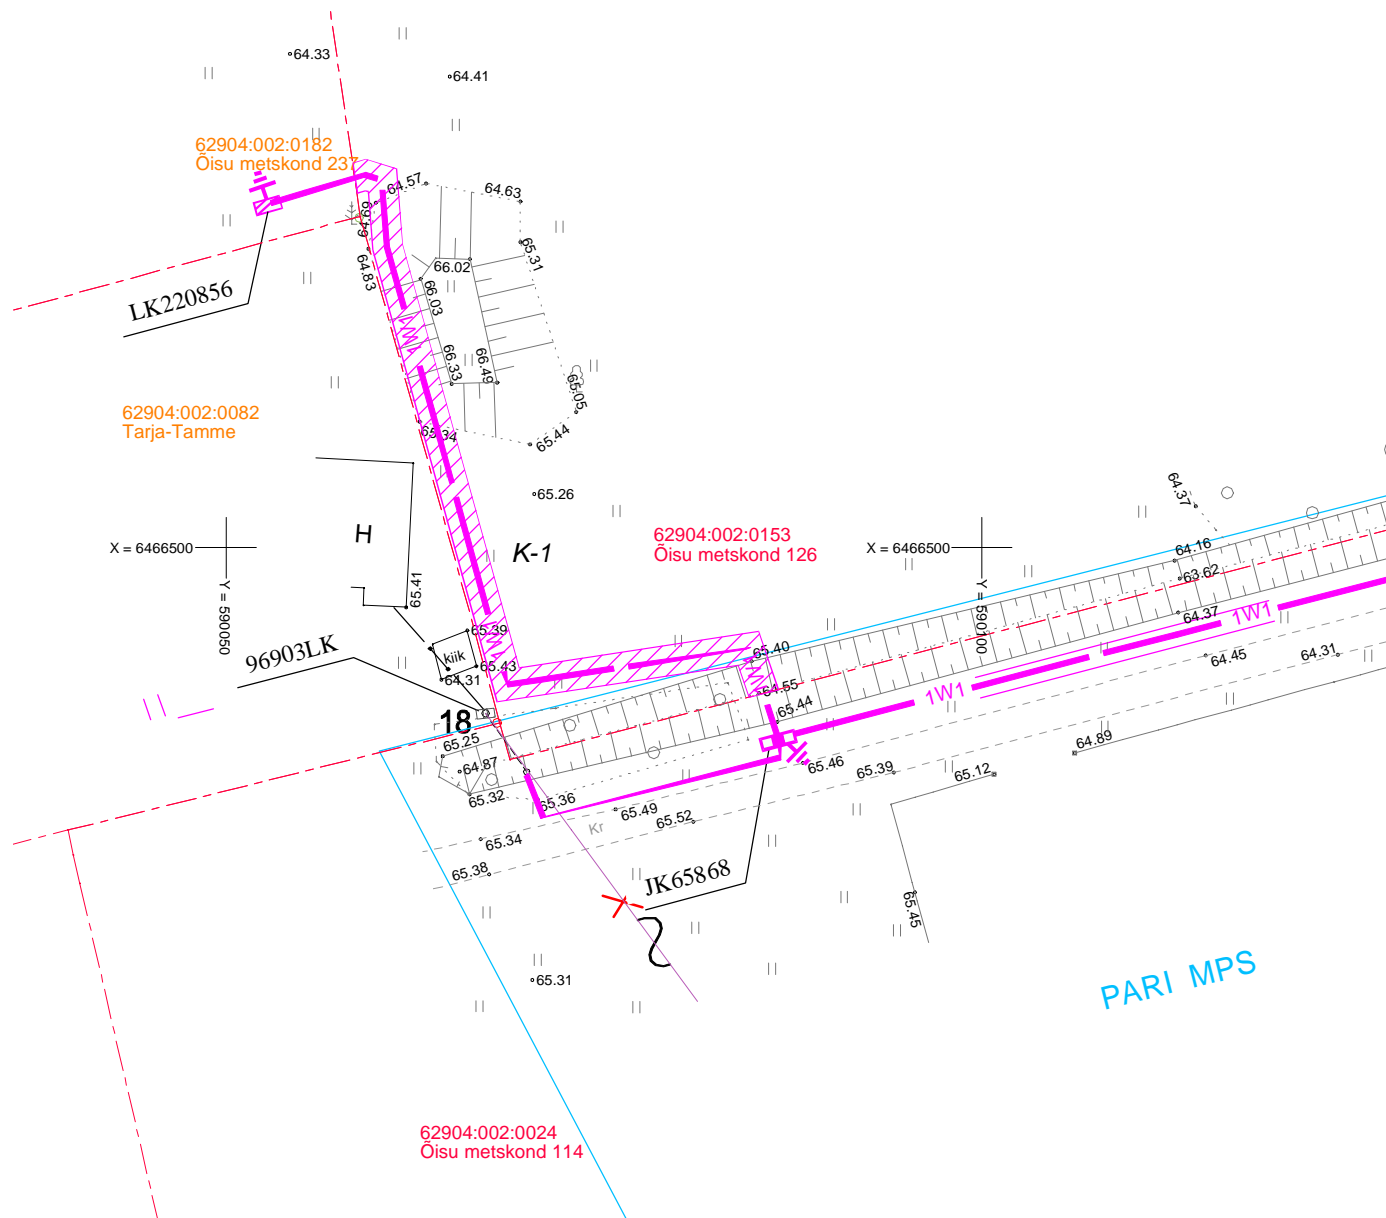 64.33
64.41
62904:002:0182
Õisu metskond 237
64.57
64.63
64.69
64.83
65.31
66.02
66.03
LK220856
66.33
66.49
65.05
62904:002:0082
Tarja-Tamme
65.34
65.44
65.26
64.37
H
K-1
62904:002:0153
Õisu metskond 126
X = 6466500
X = 6466500
64.16
63.62
Y = 590050
Y = 590100
65.41
64.37
1W1
65.39
96903LK
kiik
65.43
65.40
64.45
64.31
64.31
64.55
1W1
65.44
18
65.25
64.87
64.89
65.46
65.39
65.12
65.32
65.36
65.49
65.52
Kr
65.34
65.38
JK65868
65.45
65.31
PARI MPS
62904:002:0024
Õisu metskond 114